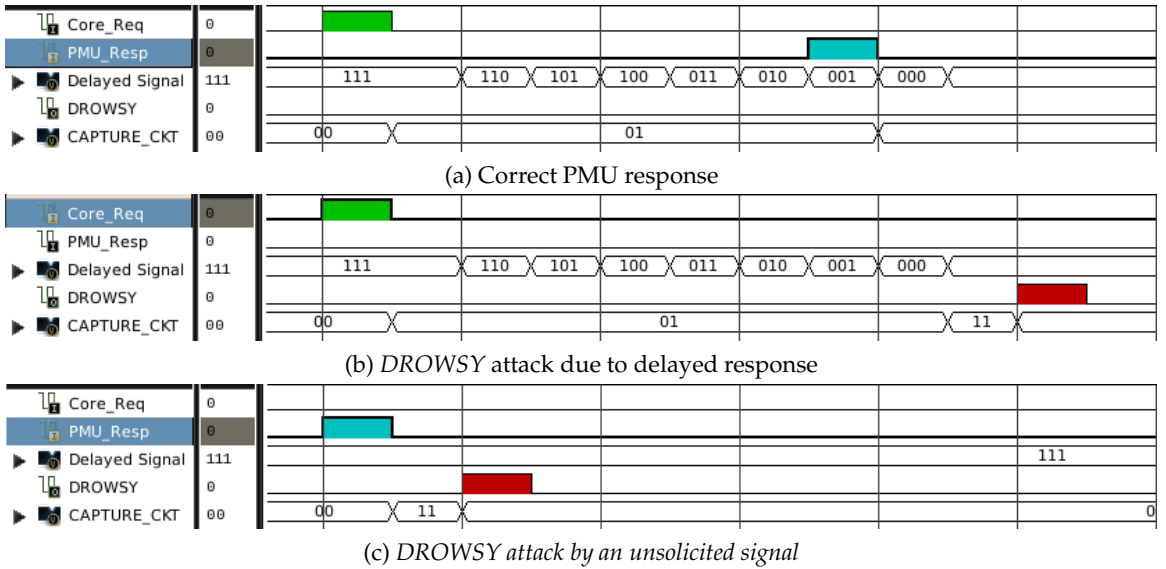 Core_Req 0
PMU_Resp 0
Delayed Signal 111 111 110 101 100 011 010 001 000
DROWSY 0
CAPTURE_CKT 00 00 01
(a) Correct PMU response
Core_Req 0
PMU_Resp 0
Delayed Signal 111 111 110 101 100 011 010 001 000
DROWSY 0
CAPTURE_CKT 00 00 01 11
(b) DROWSY attack due to delayed response
Core_Req 0
PMU_Resp 0
Delayed Signal 111 111
DROWSY 0
CAPTURE_CKT 00 00 11 0
(c) DROWSY attack by an unsolicited signal